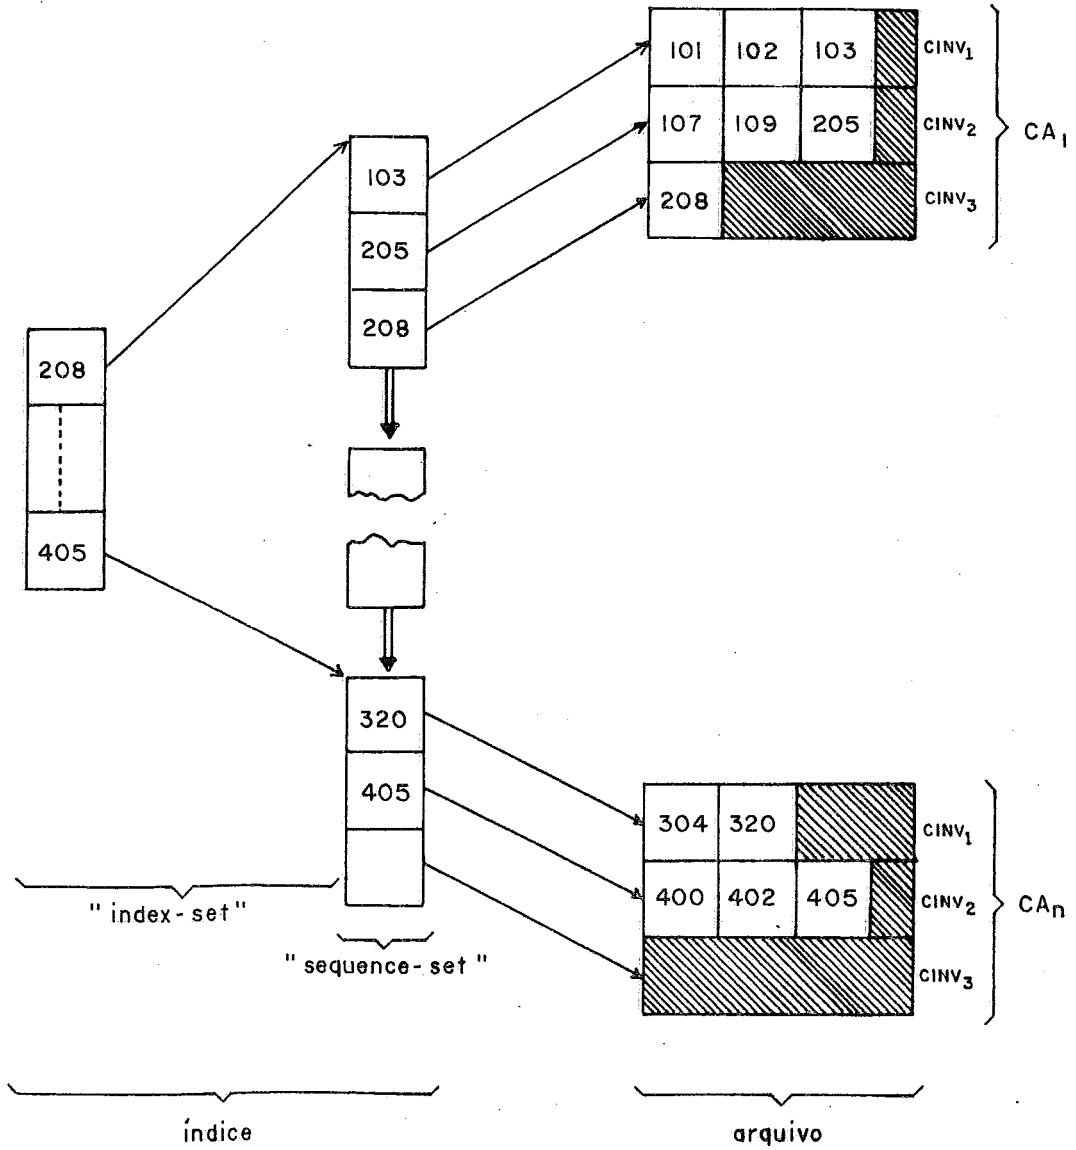 101 102 103 CINV1
107 109 205 CINV2
CA1
208 CINV3
103
205
208
208
405
320
405
304 320 CINV1
400 402 405 CINV2
CAn
CINV3
"index-set"
"sequence-set"
índice
arquivo